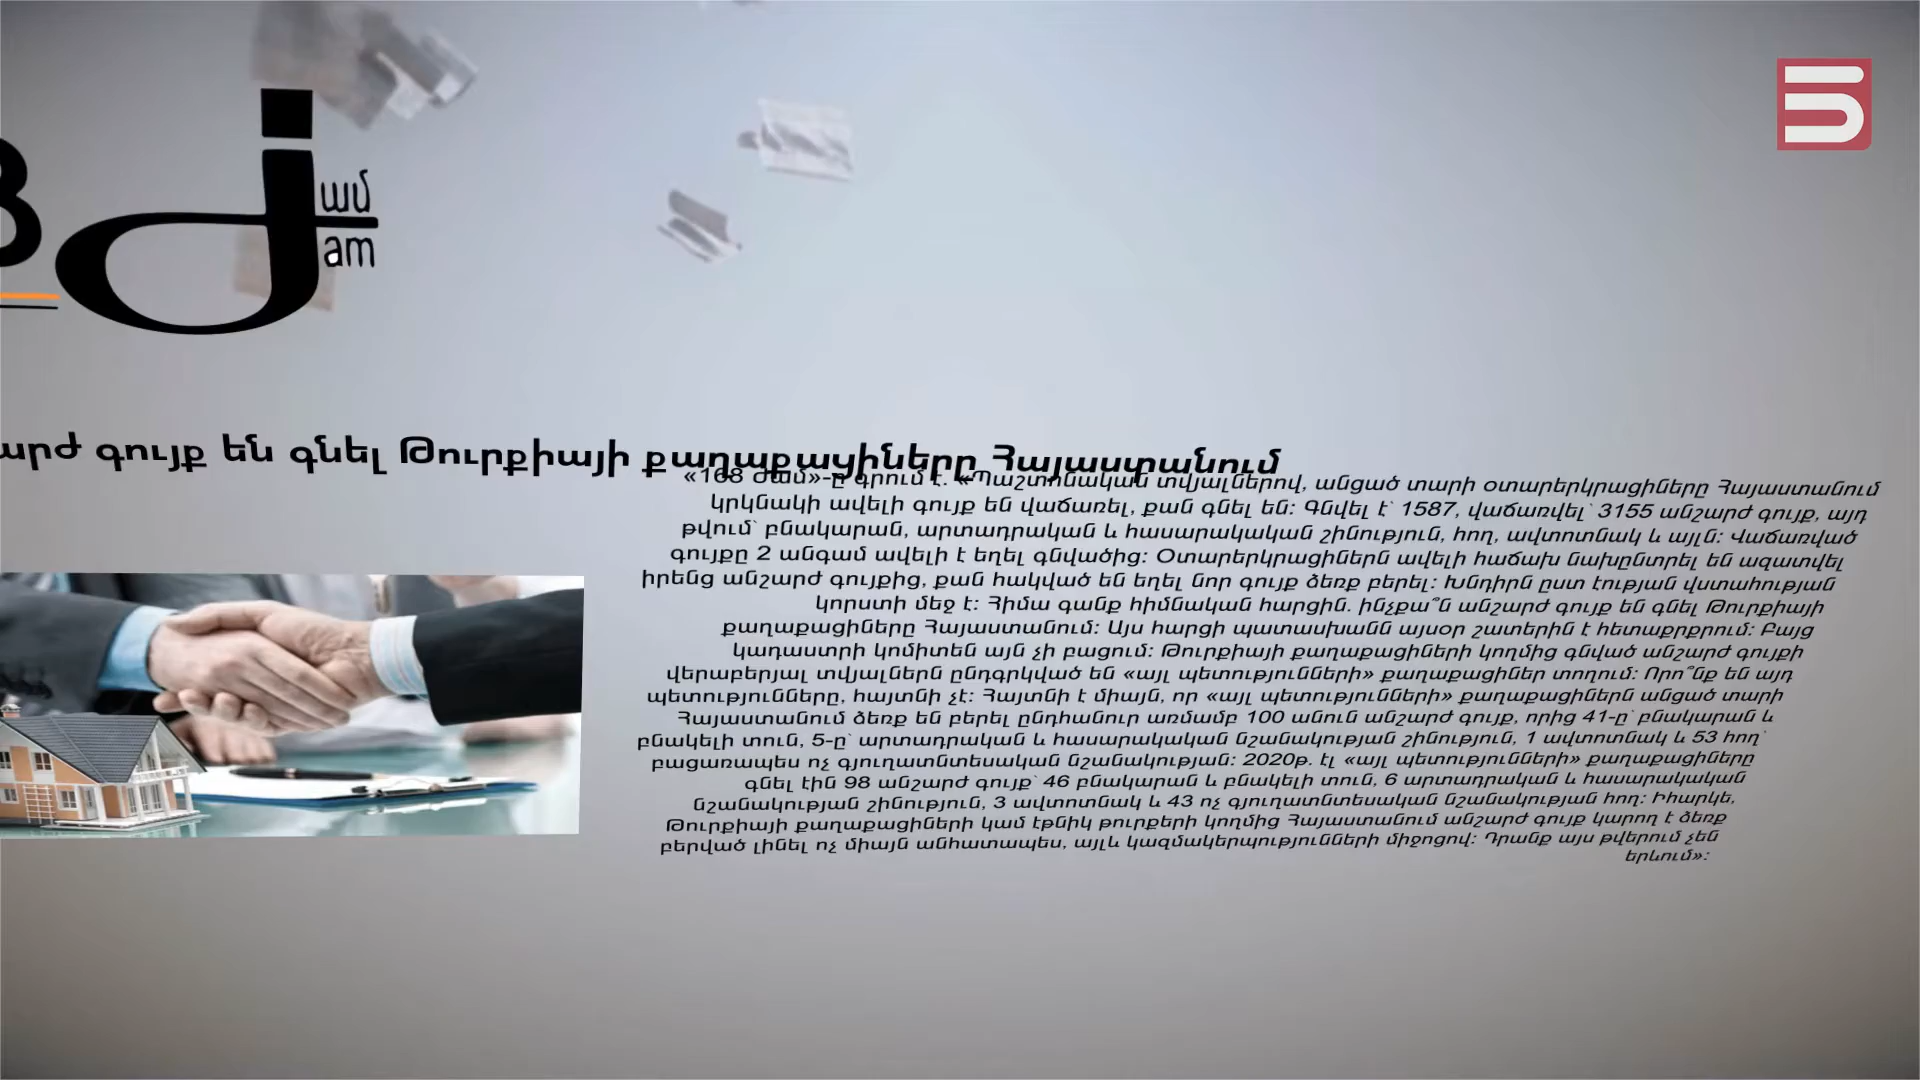 8 Ժ
ամ
am
արժ գույք են գնել Թուրքիայի քաղաքացիները Հայաստանում
«168 ժամ»-ը գրում է. «Պաշտոնական տվյալներով, անցած տարի օտարերկրացիները Հայաստանում
կրկնակի ավելի գույք են վաճառել, քան գնել են: Գնվել է՝ 1587, վաճառվել՝ 3155 անշարժ գույք, այդ
թվում՝ բնակարան, արտադրական և հասարակական շինություն, հող, ավտոտնակ և այլն: Վաճառված
գույքը 2 անգամ ավելի է եղել գնվածից: Օտարերկրացիներն ավելի հաճախ նախընտրել են ազատվել
իրենց անշարժ գույքից, քան հակված են եղել նոր գույք ձեռք բերել: Խնդիրն ըստ էության վստահության
կորստի մեջ է: Հիմա գանք հիմնական հարցին. ինչքա՞ն անշարժ գույք են գնել Թուրքիայի
քաղաքացիները Հայաստանում: Այս հարցի պատասխանն այսօր շատերին է հետաքրքրում: Բայց
կադաստրի կոմիտեն այն չի բացում: Թուրքիայի քաղաքացիների կողմից գնված անշարժ գույքի
վերաբերյալ տվյալներն ընդգրկված են «այլ պետությունների» քաղաքացիներ տողում: Որո՞նք են այդ
պետությունները, հայտնի չէ: Հայտնի է միայն, որ «այլ պետությունների» քաղաքացիներն անցած տարի
Հայաստանում ձեռք են բերել ընդհանուր առմամբ 100 անուն անշարժ գույք, որից 41-ը՝ բնակարան և
բնակելի տուն, 5-ը՝ արտադրական և հասարակական նշանակության շինություն, 1 ավտոտնակ և 53 հող՝
բացառապես ոչ գյուղատնտեսական նշանակության: 2020թ. էլ «այլ պետությունների» քաղաքացիները
գնել էին 98 անշարժ գույք՝ 46 բնակարան և բնակելի տուն, 6 արտադրական և հասարակական
նշանակության շինություն, 3 ավտոտնակ և 43 ոչ գյուղատնտեսական նշանակության հող: Իհարկե,
Թուրքիայի քաղաքացիների կամ էթնիկ թուրքերի կողմից Հայաստանում անշարժ գույք կարող է ձեռք
բերված լինել ոչ միայն անհատապես, այլև կազմակերպությունների միջոցով: Դրանք այս թվերում չեն
երևում»: